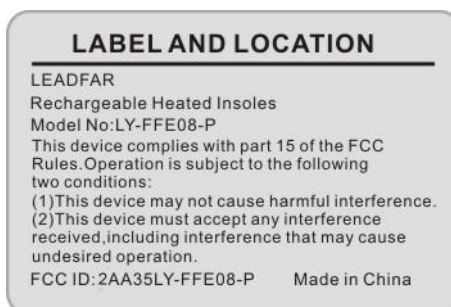 LABEL AND LOCATION
LEADFAR
Rechargeable Heated Insoles
Model No:LY-FFE08-P
This device complies with part 15 of the FCC
Rules.Operation is subject to the following
two conditions:
(1)This device may not cause harmful interference.
(2)This device must accept any interference
received,including interference that may cause
undesired operation.
FCC ID:2AA35LY-FFE08-P Made in China